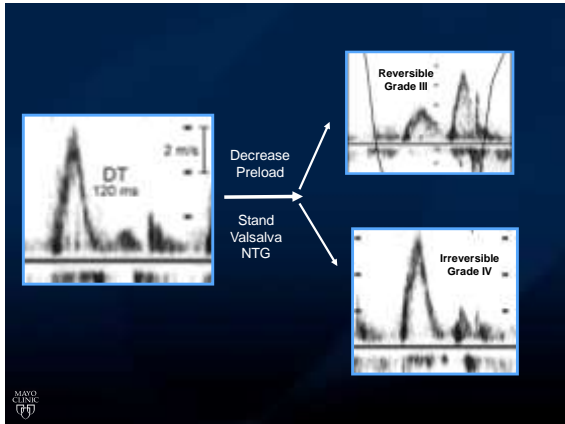 Reversible
Grade III
2 m/s
DT
120 ms
Decrease
Preload
Stand
Valsalva
NTG
Irreversible
Grade IV
MAYO
CLINIC